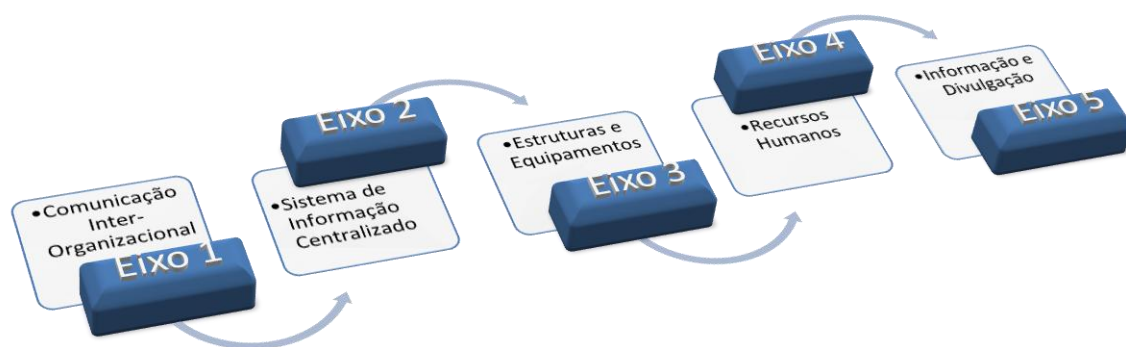 •Comunicação
Inter-
Organizacional
Eixo 1
Eixo 2
•Sistema de
Informação
Centralizado
•Estruturas e
Equipamentos
Eixo 3
Eixo 4
•Recursos
Humanos
•Informação e
Divulgação
Eixo 5